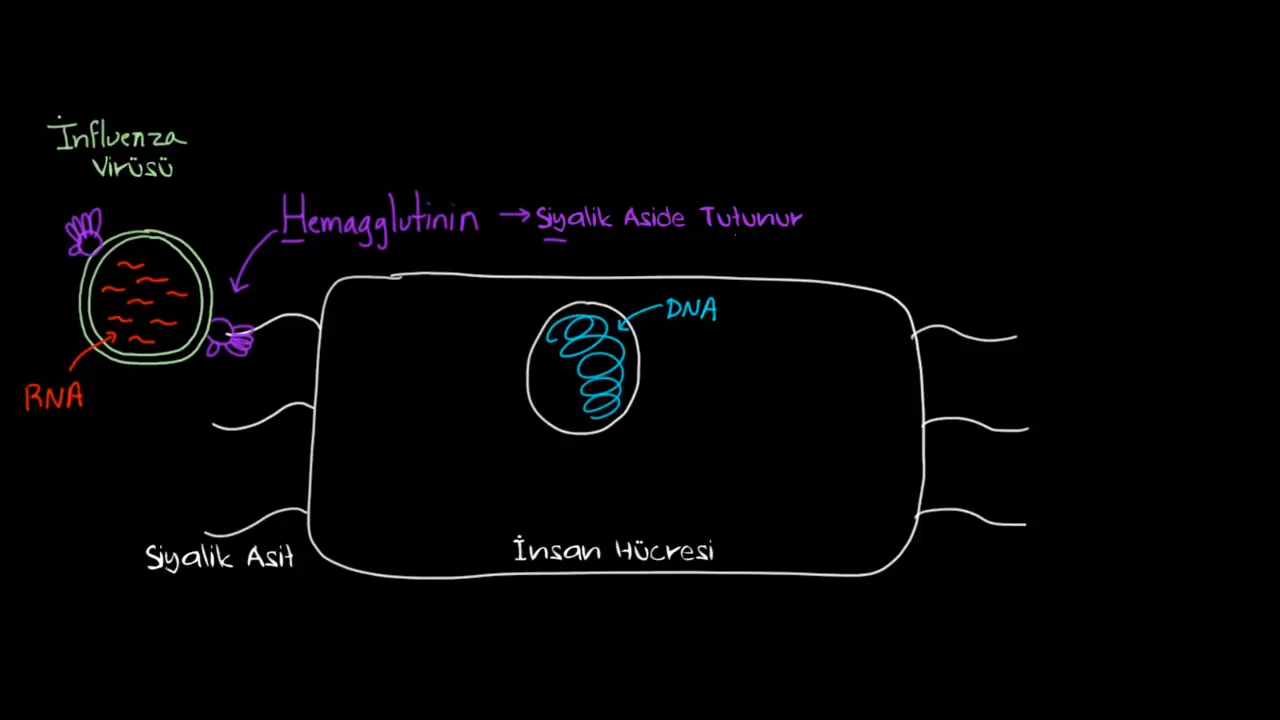 İnfluenza
Virüsü
Hemagglutinin → Siyalik Aside Tutunur
DNA
RNA
Siyalik Asit
İnsan Hücresi